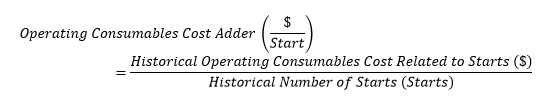 Operating Consumables Cost Adder ($/Start)
= Historical Operating Consumables Cost Related to Starts ($)
Historical Number of Starts (Starts)